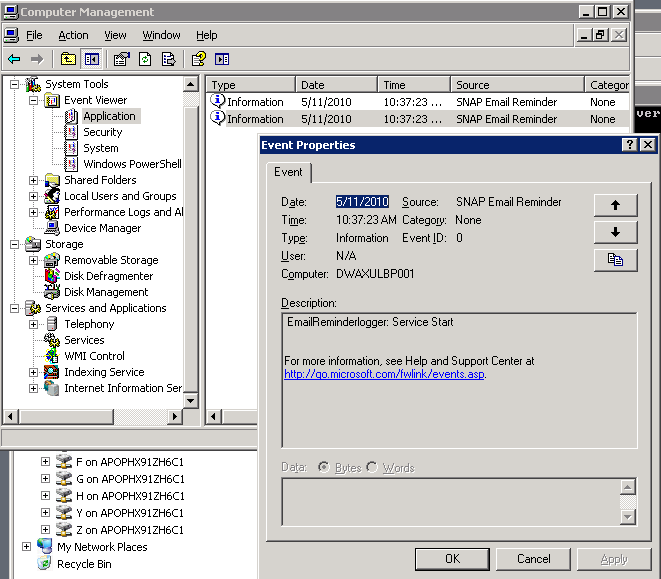 Computer Management
File Action View Window Help
System Tools
Event Viewer
Application
Security
System
Windows PowerShell
Shared Folders
Local Users and Groups
Performance Logs and Al
Device Manager
Storage
Removable Storage
Disk Defragmenter
Disk Management
Services and Applications
Telephony
Services
WMI Control
Indexing Service
Internet Information Ser
Type Date Time Source Categor
Information 5/11/2010 10:37:23 ... SNAP Email Reminder None
Information 5/11/2010 10:37:23 ... SNAP Email Reminder None
ver
Event Properties
Event
Date: 5/11/2010 Source: SNAP Email Reminder
Time: 10:37:23 AM Category: None
Type: Information Event ID: 0
User: N/A
Computer: DWAXULBP001
Description:
EmailReminderlogger: Service Start
For more information, see Help and Support Center at
http://go.microsoft.com/fwlink/events.asp.
Data: Bytes Words
OK Cancel Apply
F on APOPHX91ZH6C1
G on APOPHX91ZH6C1
H on APOPHX91ZH6C1
Y on APOPHX91ZH6C1
Z on APOPHX91ZH6C1
My Network Places
Recycle Bin